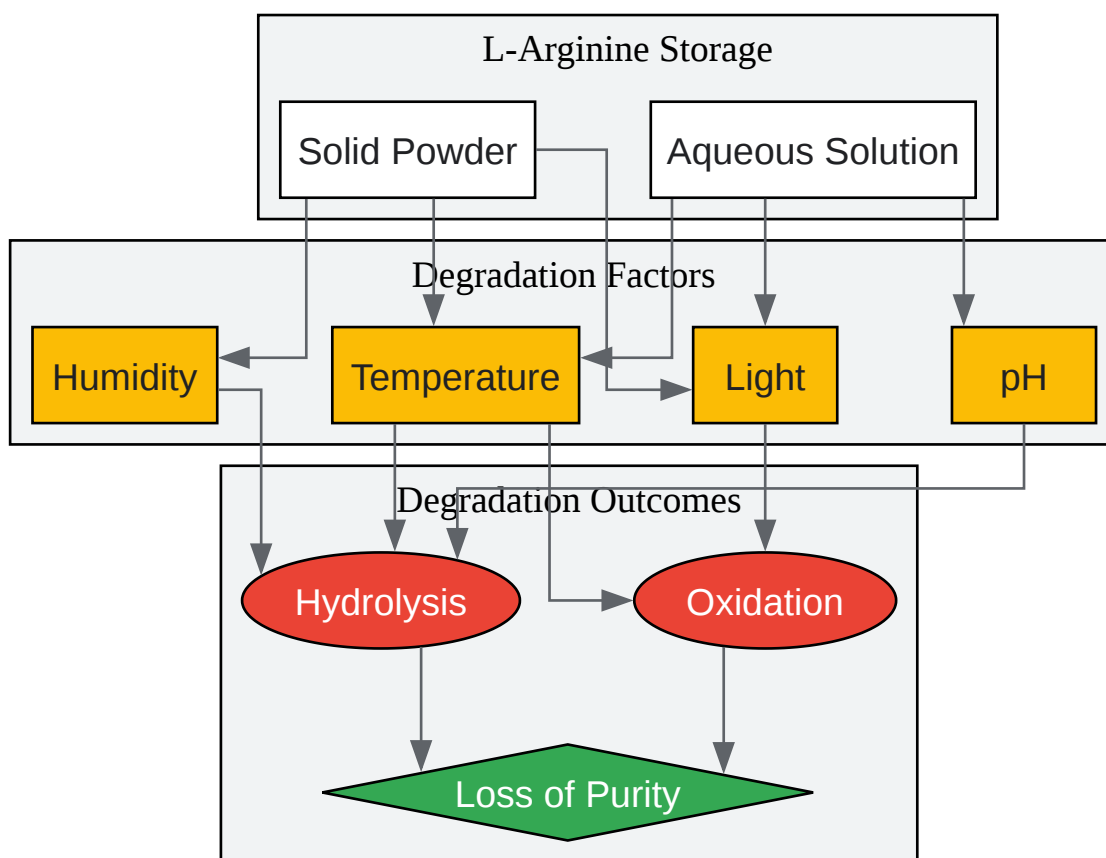 L-Arginine Storage
Solid Powder
Aqueous Solution
Degradation Factors
Humidity
Temperature
Light
pH
Degradation Outcomes
Hydrolysis
Oxidation
Loss of Purity